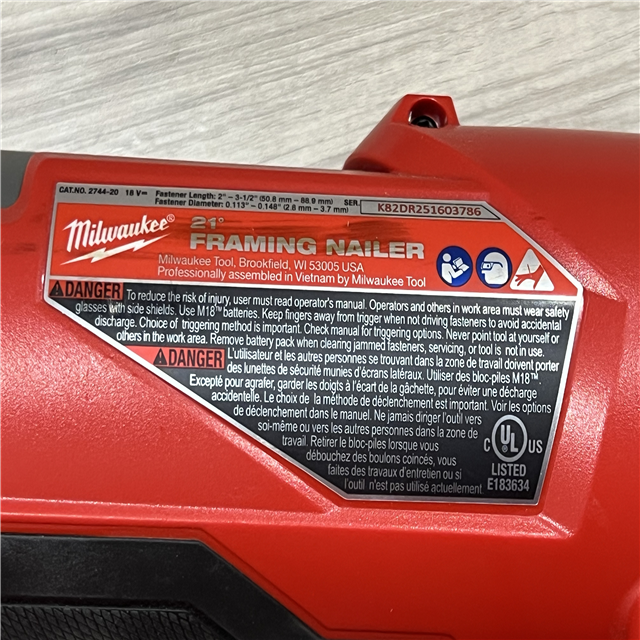 CAT.NO. 2744-20 18 V⎓ Fastener Length: 2" – 3-1/2" (50.8 mm – 88.9 mm) SER.
Fastener Diameter: 0.113" – 0.148" (2.8 mm – 3.7 mm)
K82DR251603786
Milwaukee®
21°
FRAMING NAILER
Milwaukee Tool, Brookfield, WI 53005 USA
Professionally assembled in Vietnam by Milwaukee Tool
DANGER To reduce the risk of injury, user must read operator's manual. Operators and others in work area must wear
glasses with side shields. Use M18™ batteries. Keep fingers away from trigger when not driving fasteners to avoid accidental
discharge. Choice of triggering method is important. Check manual for triggering options. Never point tool at yourself or
others in the work area. Remove battery pack when clearing jammed fasteners, servicing, or tool is not in use.
DANGER L'utilisateur et les autres personnes se trouvant dans la zone de travail doivent porter
des lunettes de sécurité munies d'écrans latéraux. Utiliser des bloc-piles M18™.
Excepté pour agrafer, garder les doigts à l'écart de la gâchette, pour éviter une décharge
accidentelle. Le choix de la méthode de déclenchement est important. Voir les options
de déclenchement dans le manuel. Ne jamais diriger l'outil vers
soi-même ou vers les autres personnes dans la zone de
travail. Retirer le bloc-piles lorsque vous
débouchez des boulons coincés, vous
faites des travaux d'entretien ou si
l'outil n'est pas utilisé actuellement.
C UL® US
LISTED
E183634